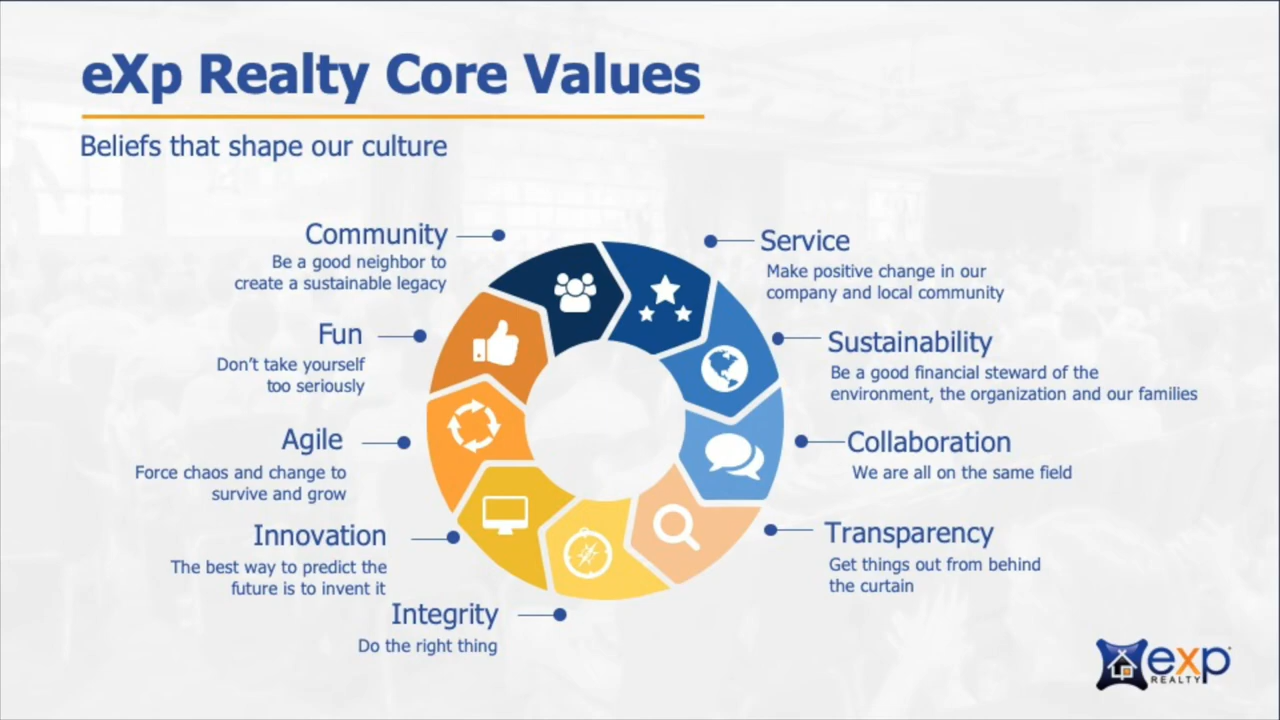 eXp Realty Core Values
Beliefs that shape our culture
Community
Be a good neighbor to
create a sustainable legacy
Service
Make positive change in our
company and local community
Fun
Don't take yourself
too seriously
Sustainability
Be a good financial steward of the
environment, the organization and our families
Agile
Force chaos and change to
survive and grow
Collaboration
We are all on the same field
Innovation
The best way to predict the
future is to invent it
Transparency
Get things out from behind
the curtain
Integrity
Do the right thing
exp
REALTY